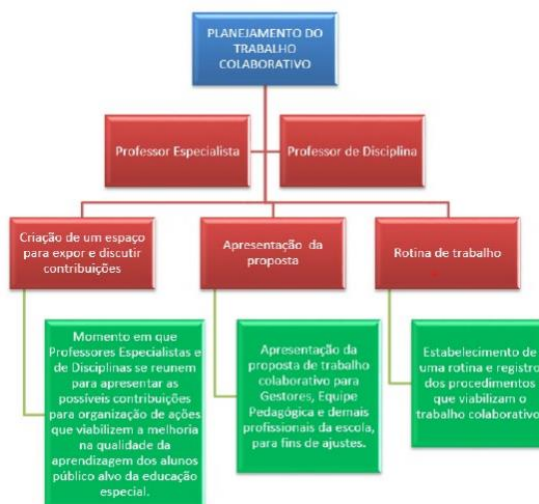 PLANEJAMENTO DO
TRABALHO
COLABORATIVO
Professor Especialista
Professor de Disciplina
Criação de um espaço
para expor e discutir
contribuições
Apresentação da
proposta
Rotina de trabalho
Momento em que
Professores Especialistas e
de Disciplinas se reunem
para apresentar as
possíveis contribuições
para organização de ações
que viabilizem a melhoria
na qualidade da
aprendizagem dos alunos
público alvo da educação
especial.
Apresentação da
proposta de trabalho
colaborativo para
Gestores, Equipe
Pedagógica e demais
profissionais da escola,
para fins de ajustes.
Estabelecimento de
uma rotina e registro
dos procedimentos
que viabilizam o
trabalho colaborativo